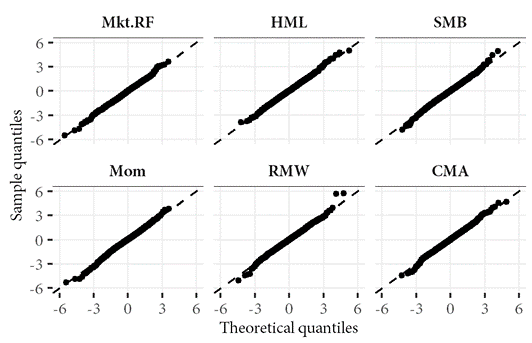 Mkt.RF HML SMB
6
3
0
-3
-6
Mom RMW CMA
6
3
0
-3
-6
-6 -3 0 3 6 -6 -3 0 3 6 -6 -3 0 3 6
Sample quantiles
Theoretical quantiles